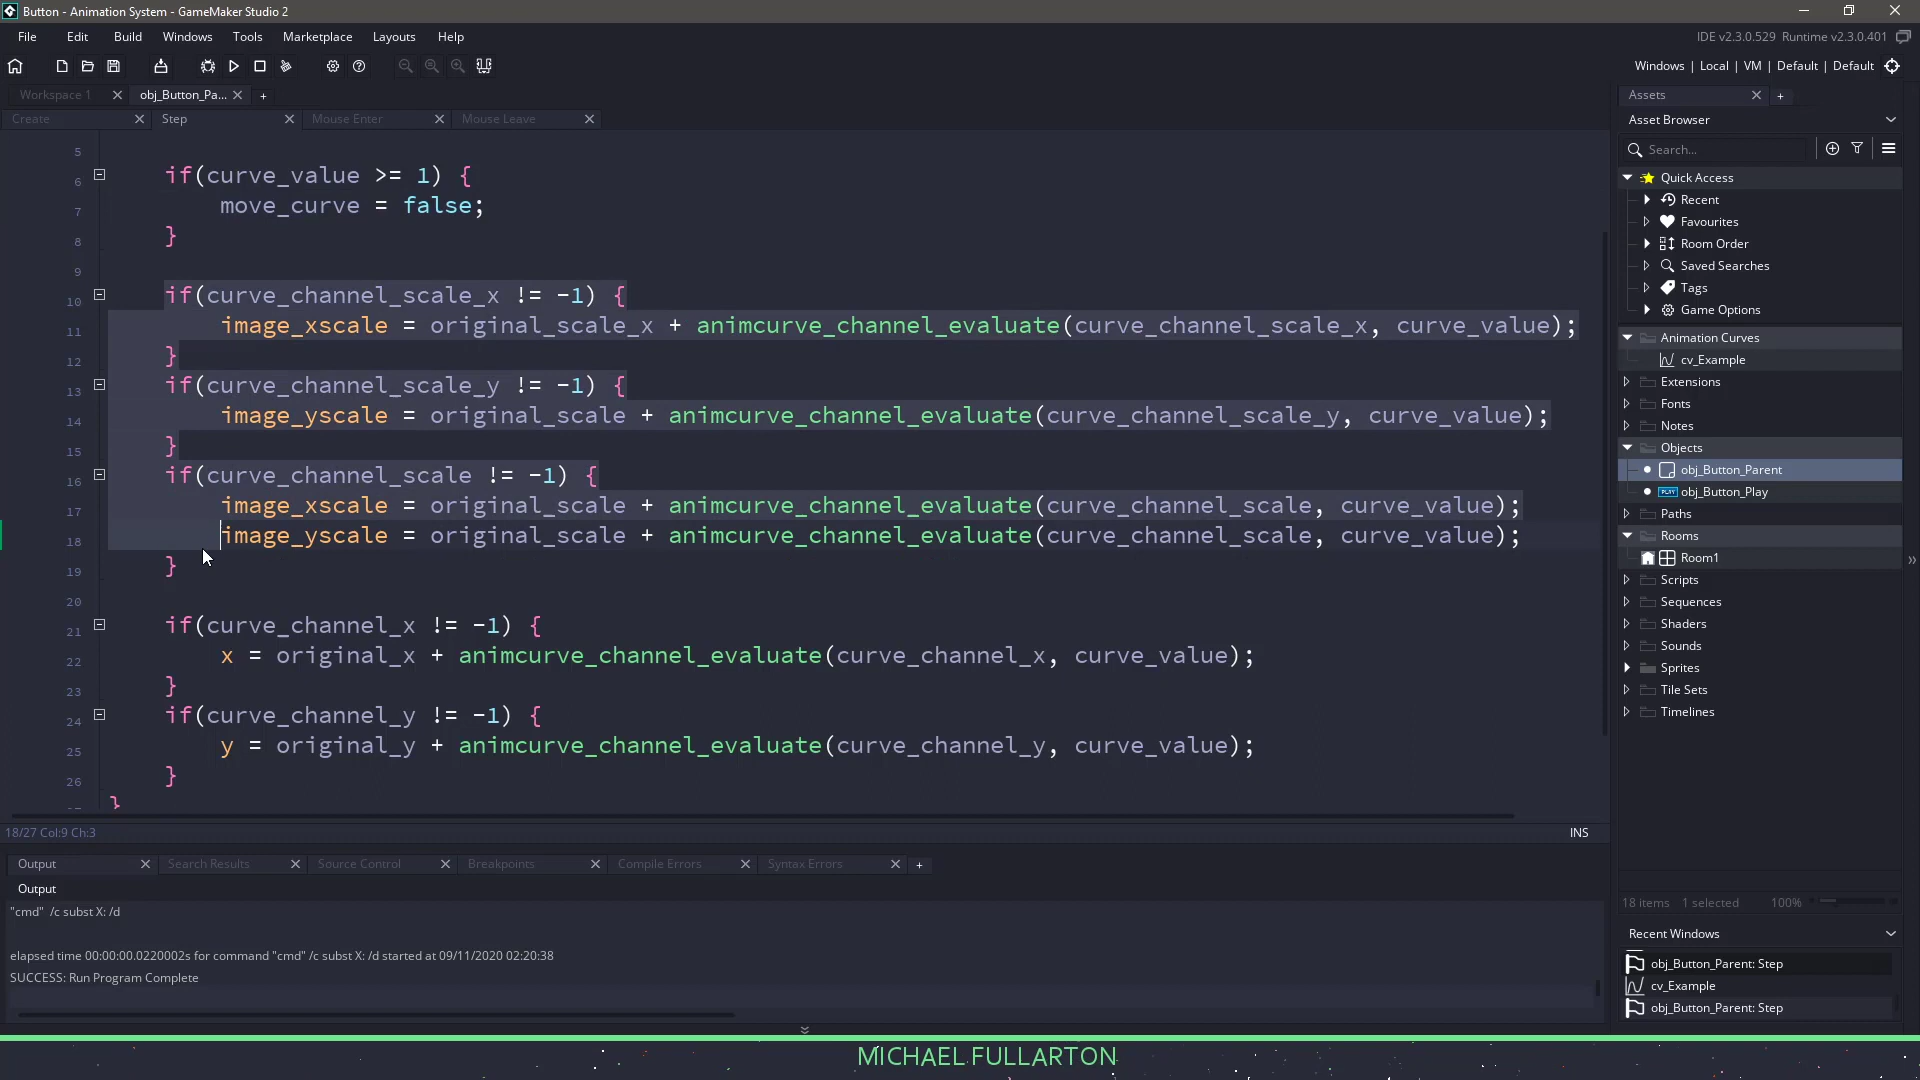 Button - Animation System - GameMaker Studio 2
File Edit Build Windows Tools Marketplace Layouts Help
IDE v2.3.0.529 Runtime v2.3.0.401
Windows | Local | VM | Default | Default
Workspace 1
obj_Button_Pa...
Create
Step
Mouse Enter
Mouse Leave
5
6 if(curve_value >= 1) {
7 move_curve = false;
8 }
9
10 if(curve_channel_scale_x != -1) {
11 image_xscale = original_scale_x + animcurve_channel_evaluate(curve_channel_scale_x, curve_value);
12 }
13 if(curve_channel_scale_y != -1) {
14 image_yscale = original_scale + animcurve_channel_evaluate(curve_channel_scale_y, curve_value);
15 }
16 if(curve_channel_scale != -1) {
17 image_xscale = original_scale + animcurve_channel_evaluate(curve_channel_scale, curve_value);
18 image_yscale = original_scale + animcurve_channel_evaluate(curve_channel_scale, curve_value);
19 }
20
21 if(curve_channel_x != -1) {
22 x = original_x + animcurve_channel_evaluate(curve_channel_x, curve_value);
23 }
24 if(curve_channel_y != -1) {
25 y = original_y + animcurve_channel_evaluate(curve_channel_y, curve_value);
26 }
}
18/27 Col:9 Ch:3
INS
Output
Search Results
Source Control
Breakpoints
Compile Errors
Syntax Errors
Output
"cmd" /c subst X: /d
elapsed time 00:00:00.0220002s for command "cmd" /c subst X: /d started at 09/11/2020 02:20:38
SUCCESS: Run Program Complete
Assets
Asset Browser
Search...
Quick Access
Recent
Favourites
Room Order
Saved Searches
Tags
Game Options
Animation Curves
cv_Example
Extensions
Fonts
Notes
Objects
obj_Button_Parent
PLAY obj_Button_Play
Paths
Rooms
Room1
Scripts
Sequences
Shaders
Sounds
Sprites
Tile Sets
Timelines
18 items 1 selected 100%
Recent Windows
obj_Button_Parent: Step
cv_Example
obj_Button_Parent: Step
MICHAEL FULLARTON